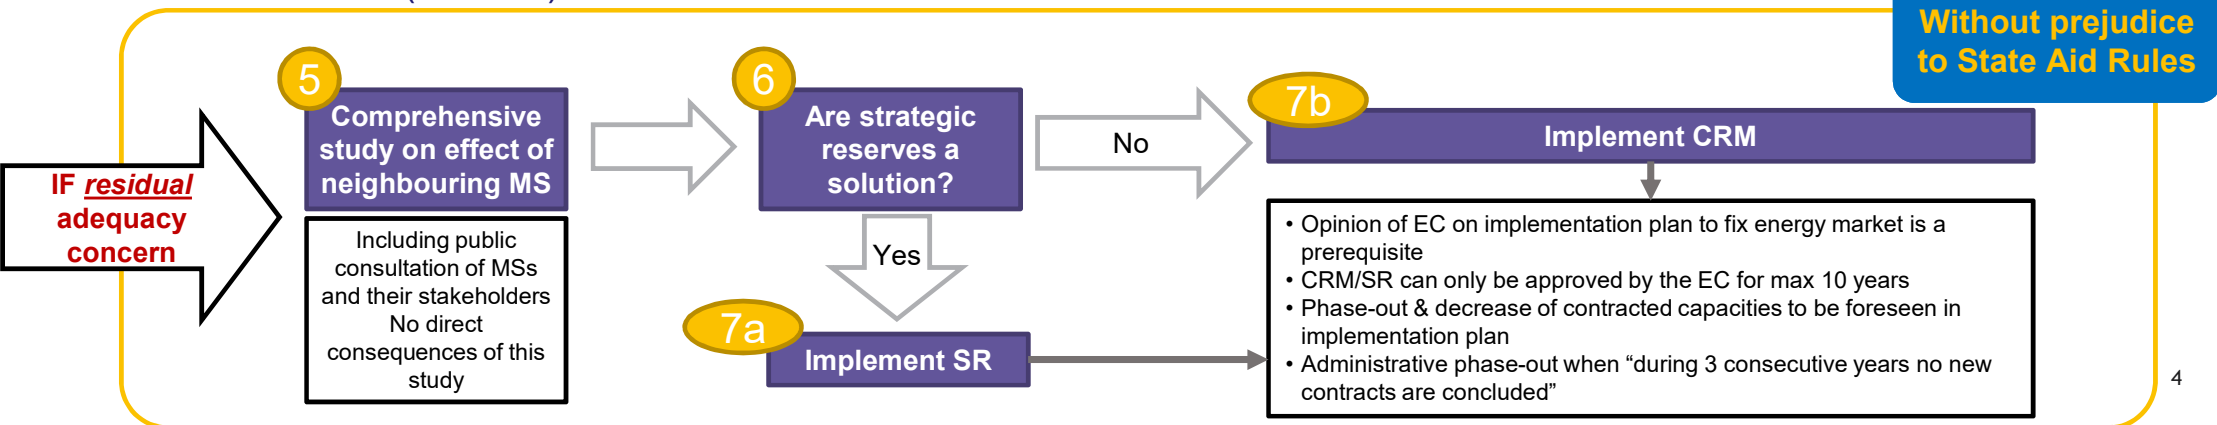 Without prejudice
to State Aid Rules
IF residual
adequacy
concern
5
Comprehensive
study on effect of
neighbouring MS
Including public
consultation of MSs
and their stakeholders
No direct
consequences of this
study
6
Are strategic
reserves a
solution?
No
Yes
7a
Implement SR
7b
Implement CRM
• Opinion of EC on implementation plan to fix energy market is a
prerequisite
• CRM/SR can only be approved by the EC for max 10 years
• Phase-out & decrease of contracted capacities to be foreseen in
implementation plan
• Administrative phase-out when “during 3 consecutive years no new
contracts are concluded”
4